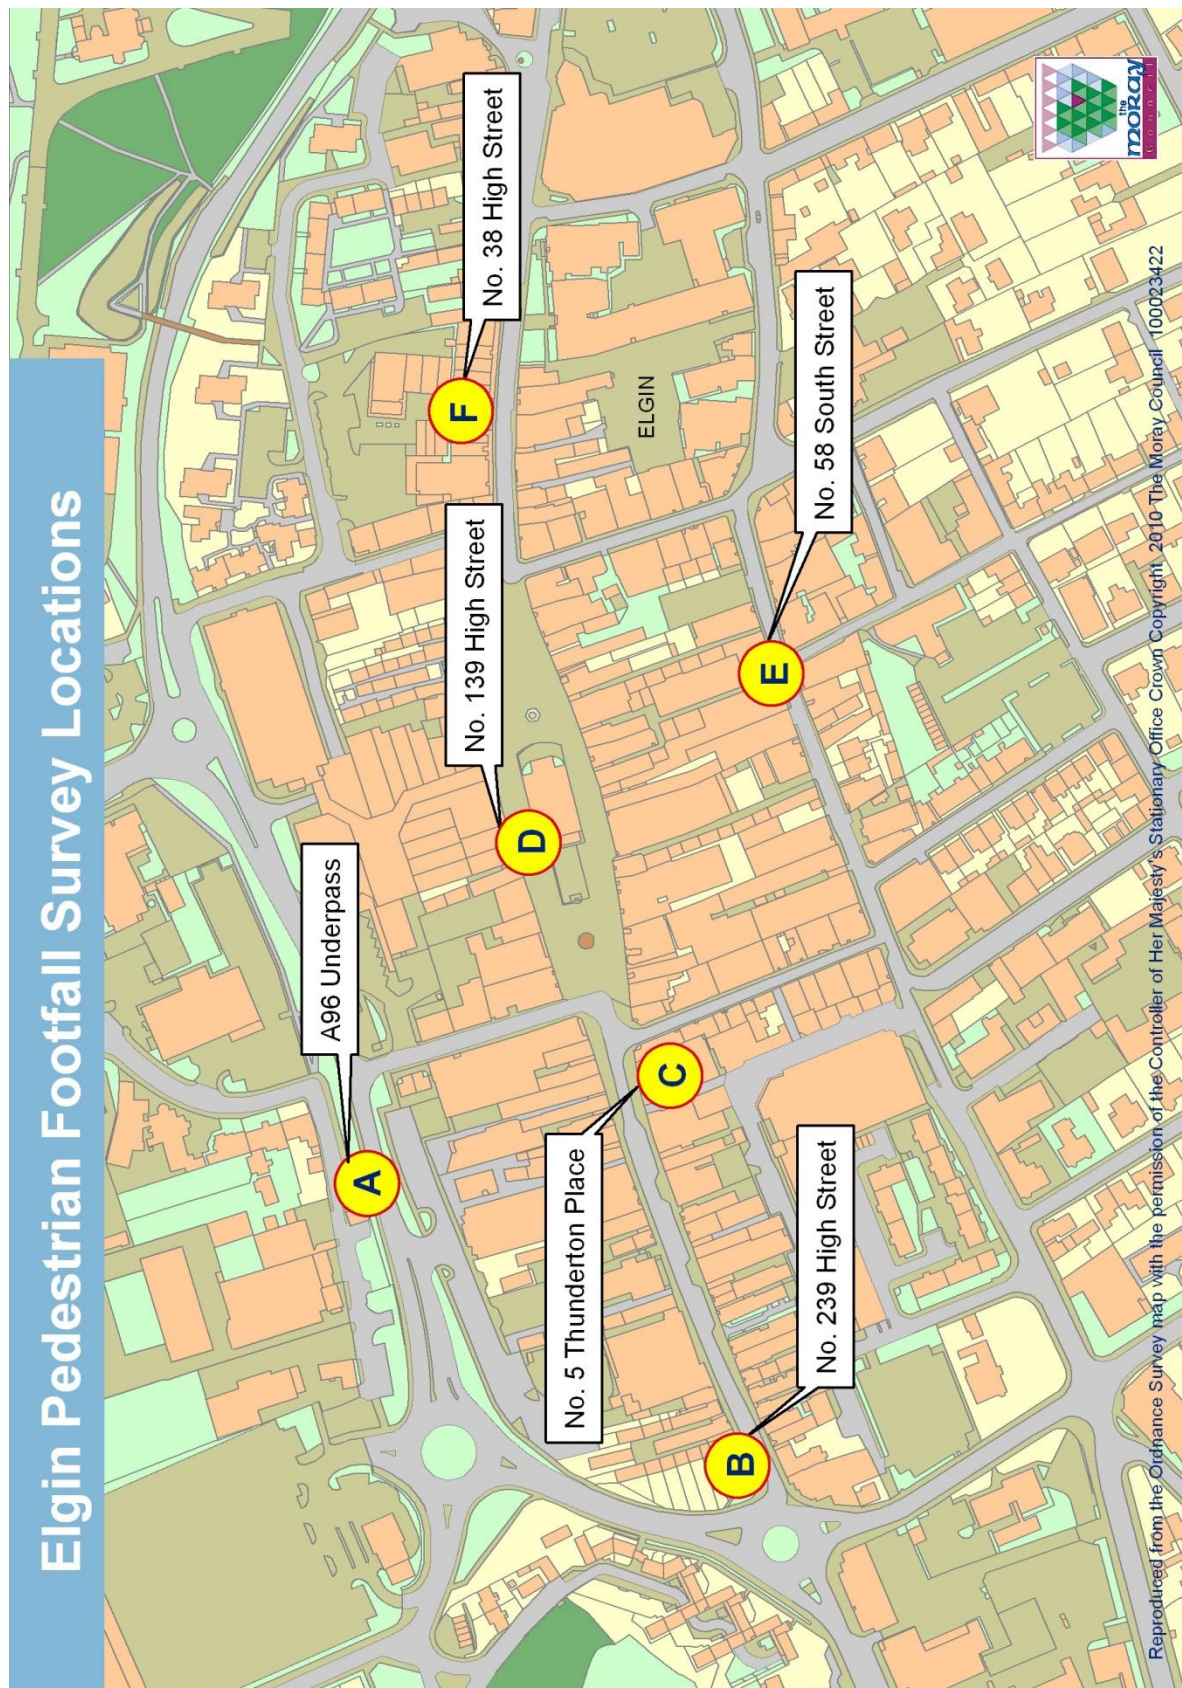 Elgin Pedestrian Footfall Survey Locations
A96 Underpass
A
No. 139 High Street
D
No. 38 High Street
F
No. 5 Thunderton Place
C
ELGIN
No. 239 High Street
B
No. 58 South Street
E
the
moray
Council
Reproduced from the Ordnance Survey map with the permission of the Controller of Her Majesty's Stationary Office Crown Copyright 2010 The Moray Council 100023422